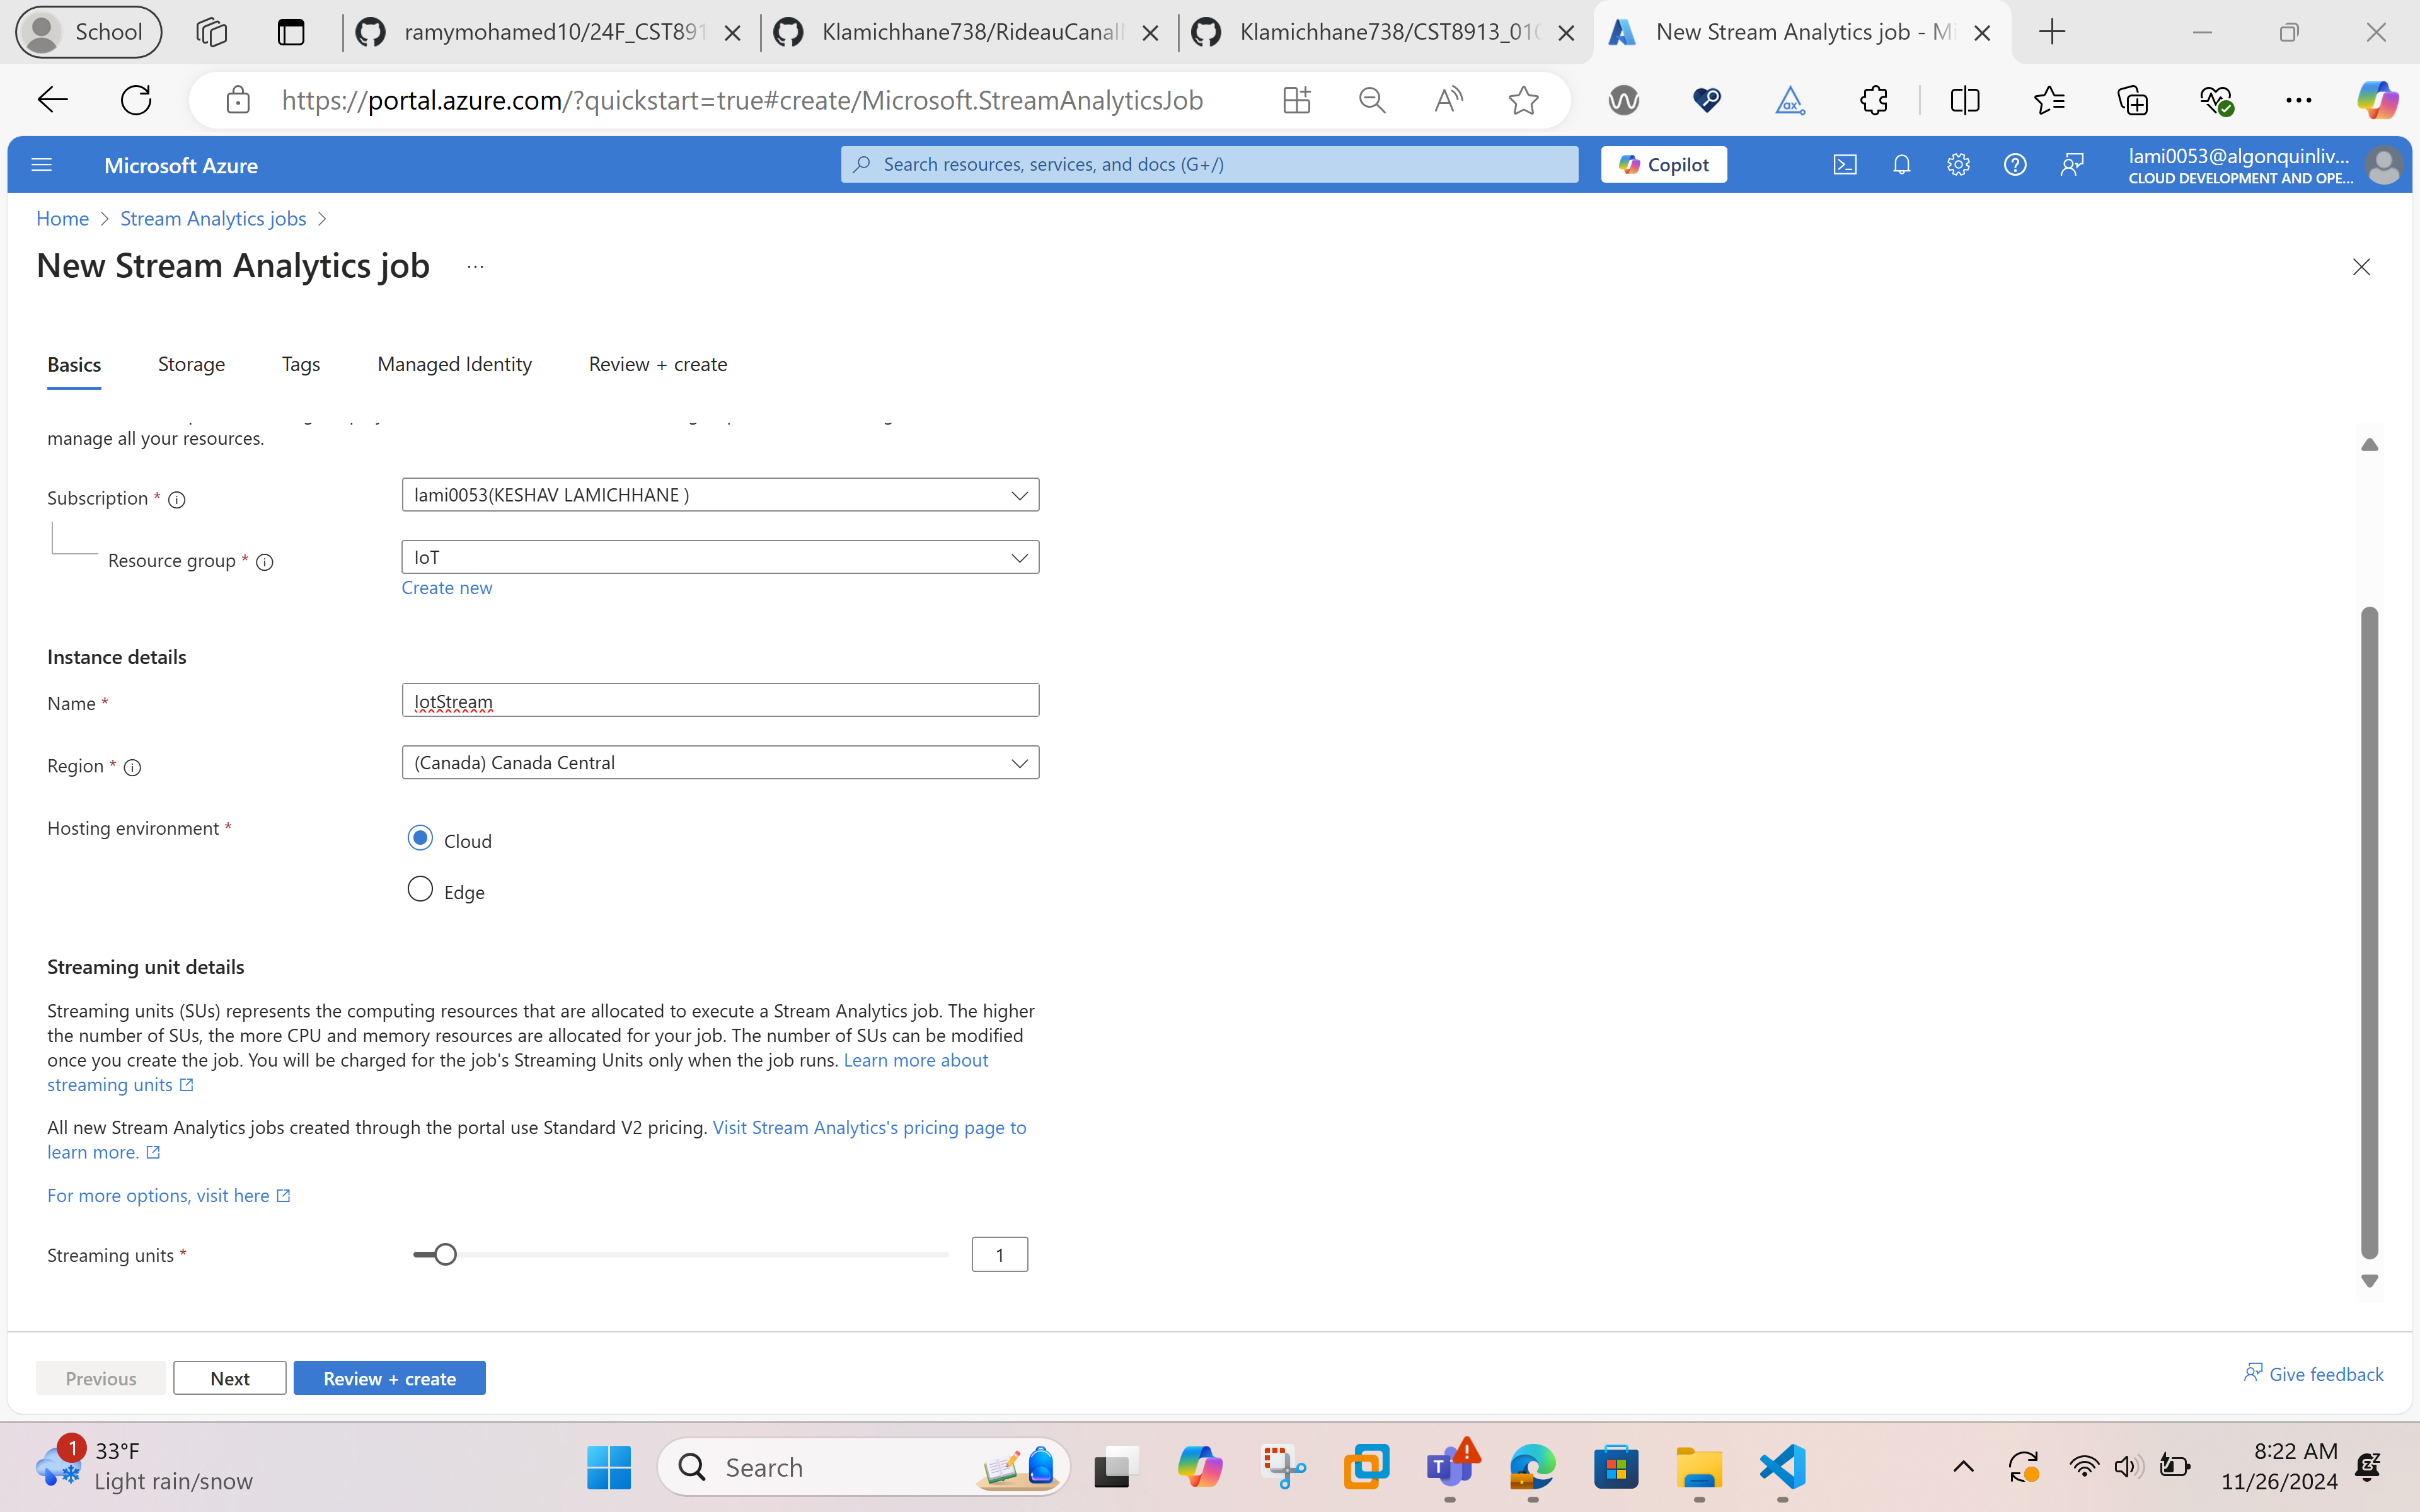 School
ramymohamed10/24F_CST891
Klamichhane738/RideauCanal
Klamichhane738/CST8913_010
New Stream Analytics job - Mi
https://portal.azure.com/?quickstart=true#create/Microsoft.StreamAnalyticsJob
Microsoft Azure
Search resources, services, and docs (G+/)
Copilot
lami0053@algonquinliv...
CLOUD DEVELOPMENT AND OPE...
Home > Stream Analytics jobs >
New Stream Analytics job ...
Basics
Storage
Tags
Managed Identity
Review + create
manage all your resources.
Subscription *
lami0053(KESHAV LAMICHHANE )
Resource group *
IoT
Create new
Instance details
Name *
IotStream
Region *
(Canada) Canada Central
Hosting environment *
Cloud
Edge
Streaming unit details
Streaming units (SUs) represents the computing resources that are allocated to execute a Stream Analytics job. The higher
the number of SUs, the more CPU and memory resources are allocated for your job. The number of SUs can be modified
once you create the job. You will be charged for the job's Streaming Units only when the job runs. Learn more about
streaming units
All new Stream Analytics jobs created through the portal use Standard V2 pricing. Visit Stream Analytics's pricing page to
learn more.
For more options, visit here
Streaming units *
1
Previous
Next
Review + create
Give feedback
1
33°F
Light rain/snow
Search
8:22 AM
11/26/2024